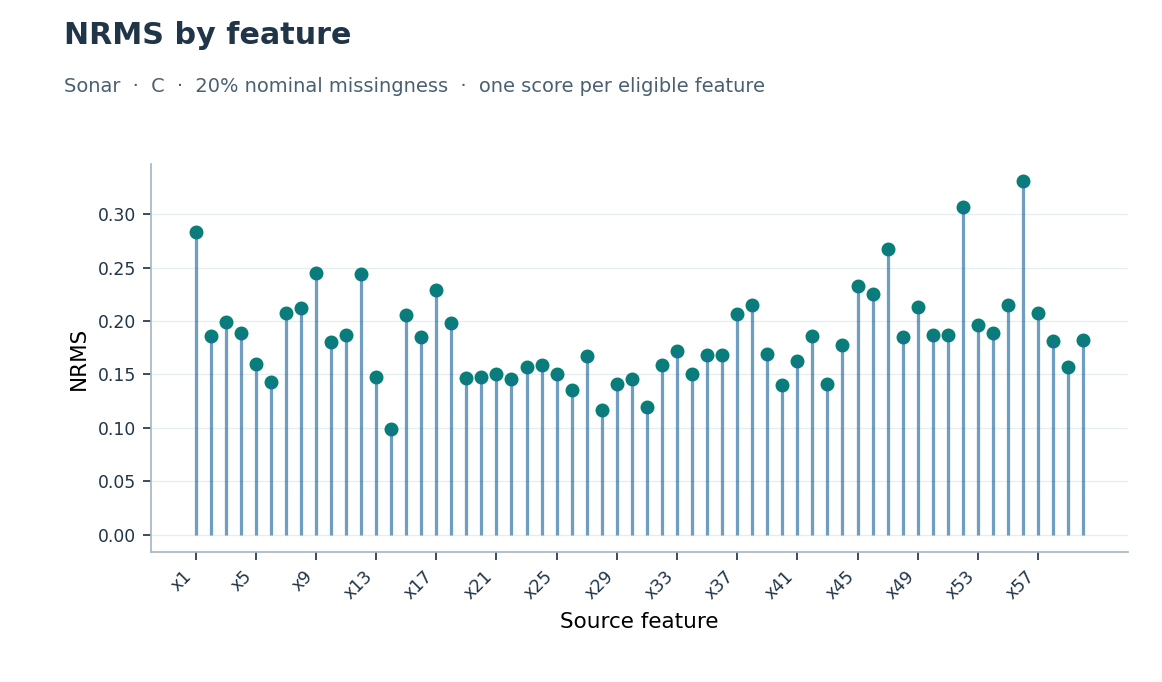 NRMS by feature
Sonar · C · 20% nominal missingness · one score per eligible feature
NRMS
0.30
0.25
0.20
0.15
0.10
0.05
0.00
x1 x5 x9 x13 x17 x21 x25 x29 x33 x37 x41 x45 x49 x53 x57
Source feature